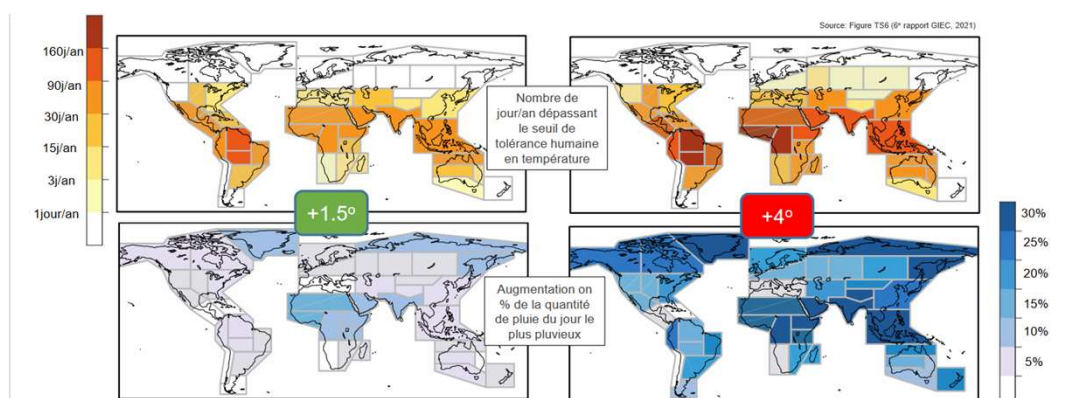 Source: Figure TS6 (6e rapport GIEC, 2021)
160j/an
90j/an
30j/an
15j/an
3j/an
1jour/an
Nombre de
jour/an dépassant
le seuil de
tolérance humaine
en température
+1.5°
+4°
Augmentation on
% de la quantité
de pluie du jour le
plus pluvieux
30%
25%
20%
15%
10%
5%